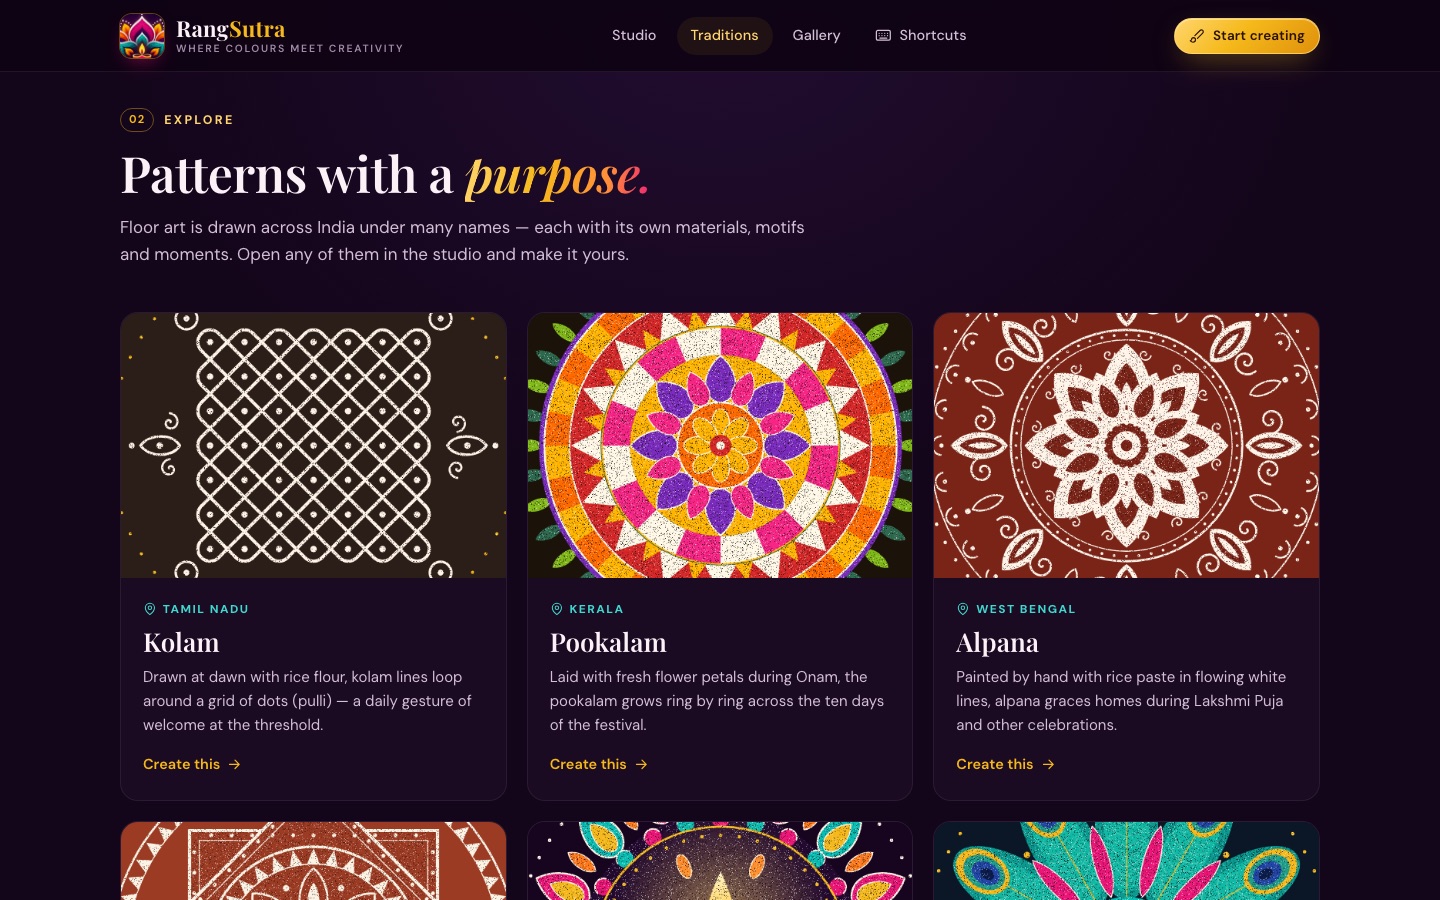 RangSutra
WHERE COLOURS MEET CREATIVITY
Studio
Traditions
Gallery
Shortcuts
Start creating
02
EXPLORE
Patterns with a purpose.
Floor art is drawn across India under many names — each with its own materials, motifs
and moments. Open any of them in the studio and make it yours.
TAMIL NADU
Kolam
Drawn at dawn with rice flour, kolam lines loop
around a grid of dots (pulli) — a daily gesture of
welcome at the threshold.
Create this →
KERALA
Pookalam
Laid with fresh flower petals during Onam, the
pookalam grows ring by ring across the ten days
of the festival.
Create this →
WEST BENGAL
Alpana
Painted by hand with rice paste in flowing white
lines, alpana graces homes during Lakshmi Puja
and other celebrations.
Create this →